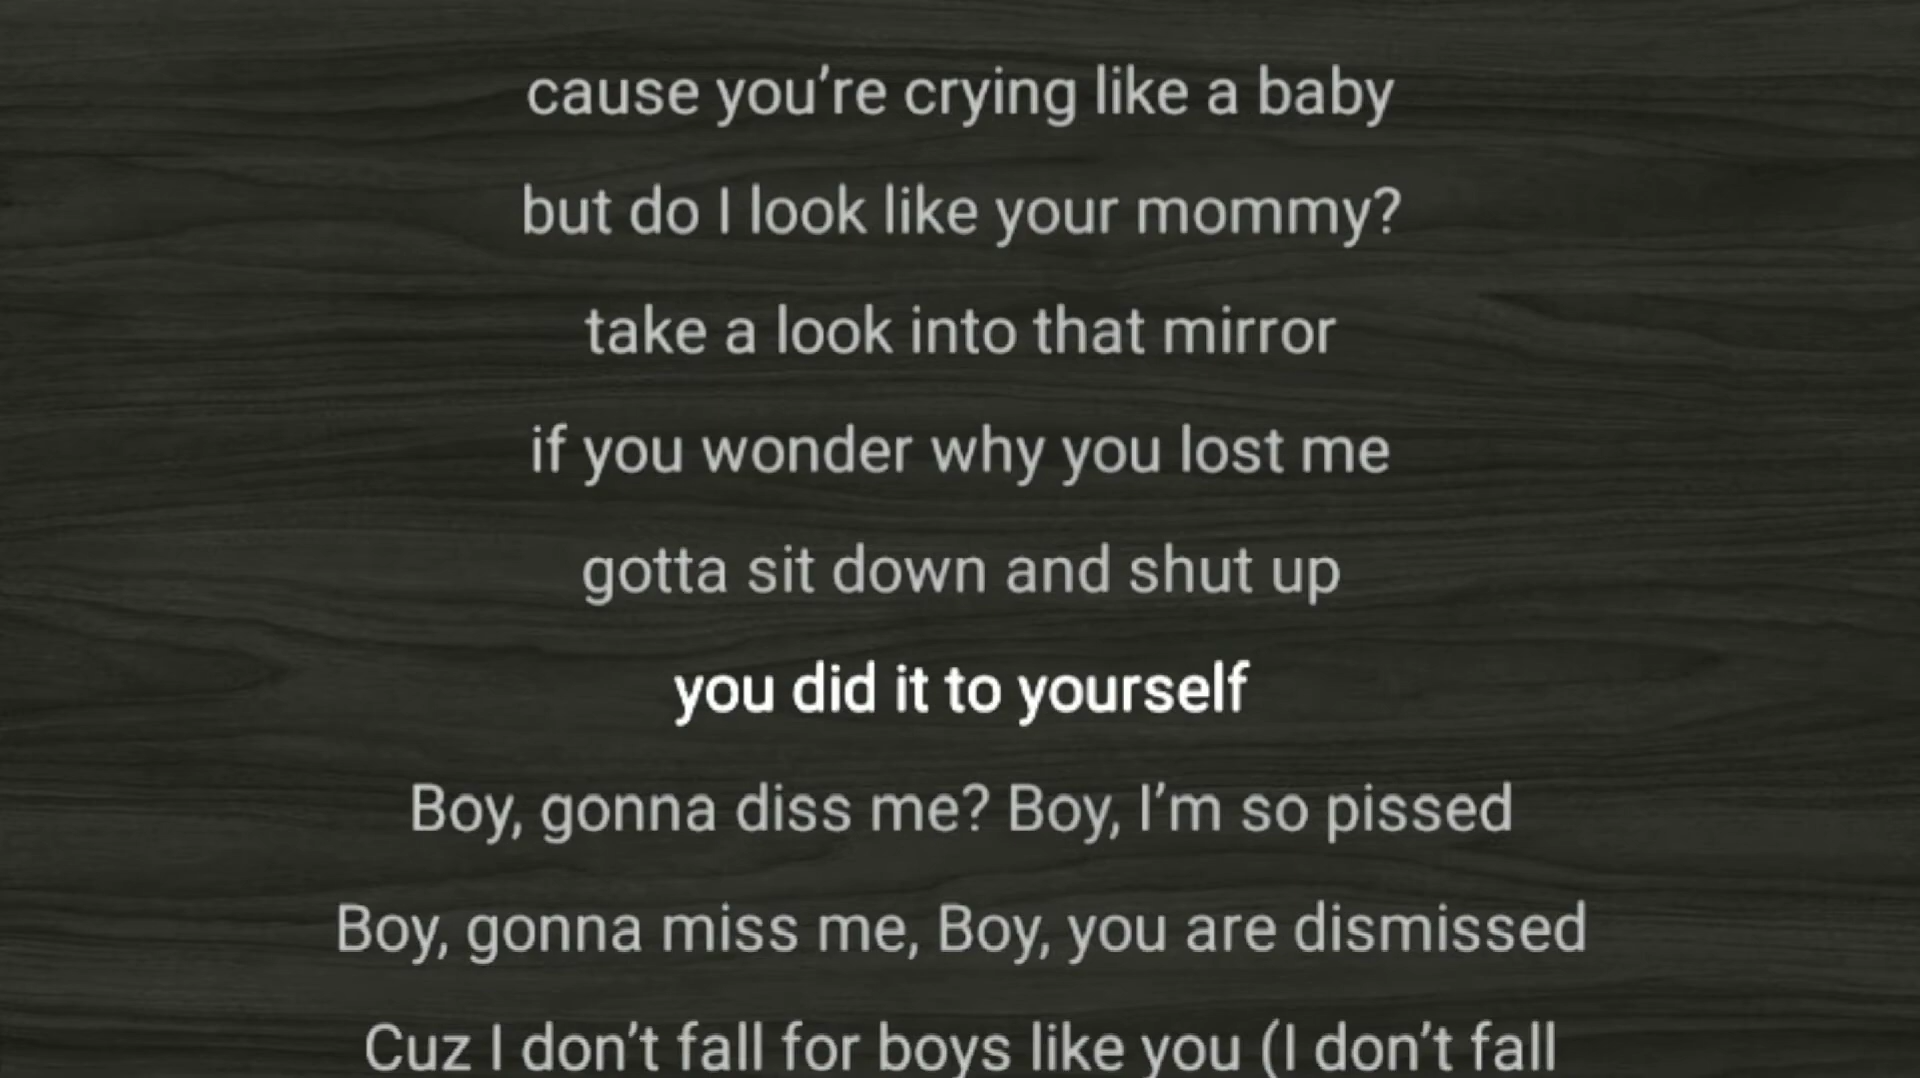 cause you’re crying like a baby
but do I look like your mommy?
take a look into that mirror
if you wonder why you lost me
gotta sit down and shut up
you did it to yourself
Boy, gonna diss me? Boy, I’m so pissed
Boy, gonna miss me, Boy, you are dismissed
Cuz I don’t fall for boys like you (I don’t fall